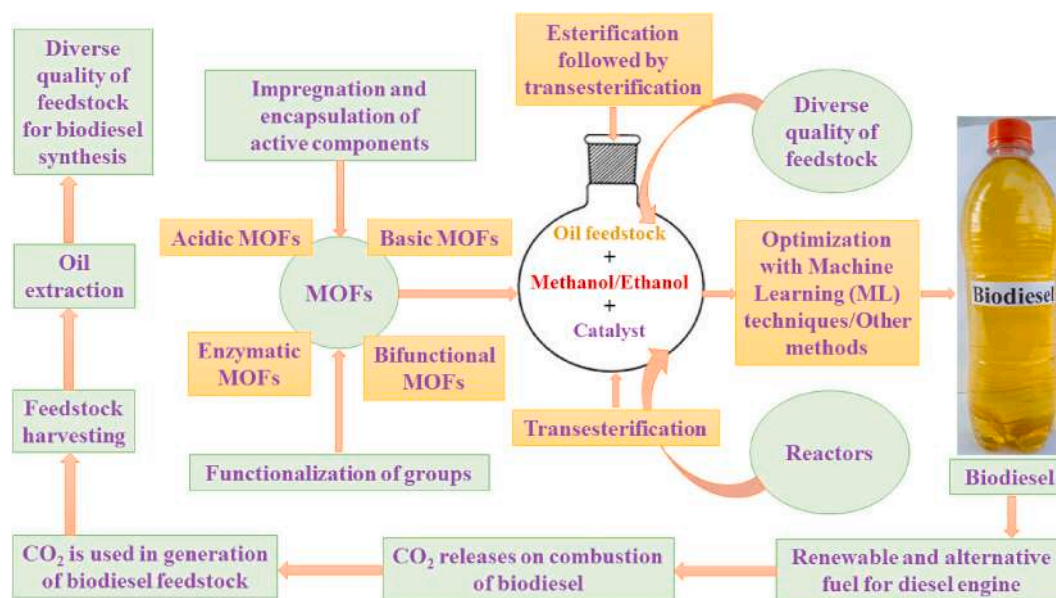 Diverse
quality of
feedstock
for biodiesel
synthesis
Oil
extraction
Feedstock
harvesting
Impregnation and
encapsulation of
active components
Acidic MOFs
Basic MOFs
MOFs
Enzymatic
MOFs
Bifunctional
MOFs
Functionalization of groups
Esterification
followed by
transesterification
Diverse
quality of
feedstock
Oil feedstock
+
Methanol/Ethanol
+
Catalyst
Transesterification
Reactors
Optimization
with Machine
Learning (ML)
techniques/Other
methods
Biodiesel
Biodiesel
CO₂ is used in generation
of biodiesel feedstock
CO₂ releases on combustion
of biodiesel
Renewable and alternative
fuel for diesel engine